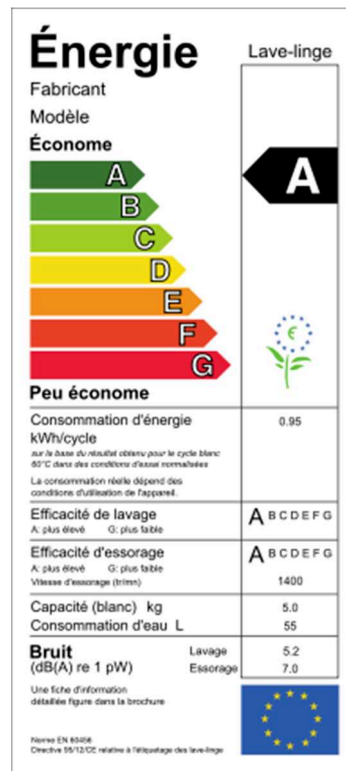 Énergie
Lave-linge
Fabricant
Modèle
Économe
A
A
B
C
D
E
F
G
Peu économe
Consommation d'énergie
kWh/cycle
0.95
sur la base du résultat obtenu pour le cycle blanc
60°C dans des conditions d'essai normalisées
La consommation réelle dépend des
conditions d'utilisation de l'appareil.
Efficacité de lavage
A B C D E F G
A: plus élevé G: plus faible
Efficacité d'essorage
A B C D E F G
A: plus élevé G: plus faible
Vitesse d'essorage (tr/mn)
1400
Capacité (blanc) kg
5.0
Consommation d'eau L
55
Bruit
Lavage
5.2
(dB(A) re 1 pW)
Essorage
7.0
Une fiche d'information
détaillée figure dans la brochure
Norme EN 60456
Directive 95/12/CE relative à l'étiquetage des lave-linge